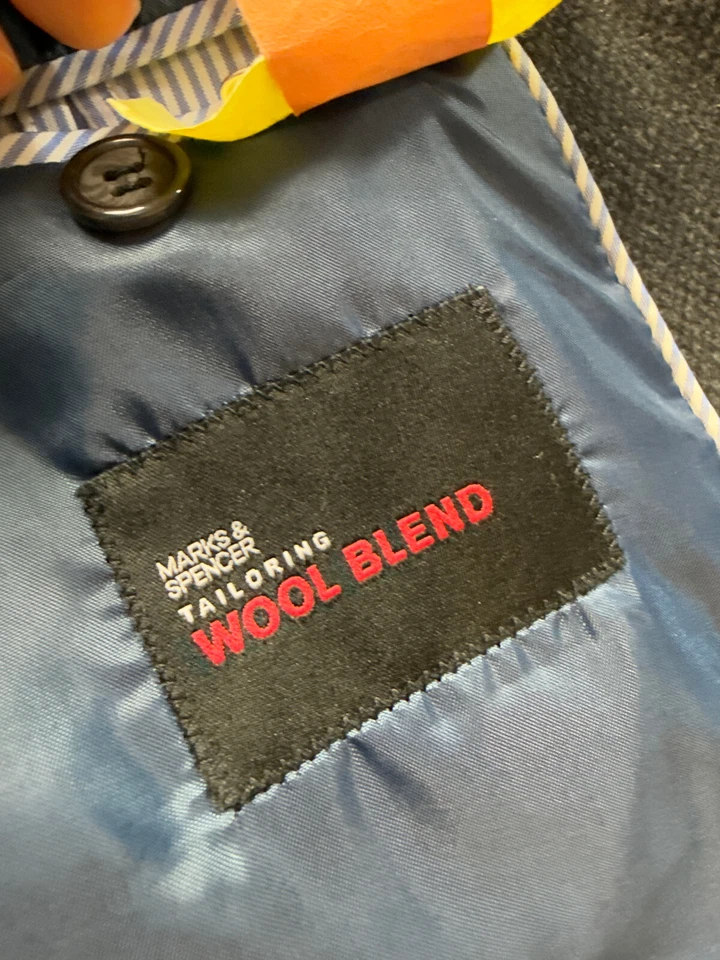 MARKS &
SPENCER
TAILORING
WOOL BLEND